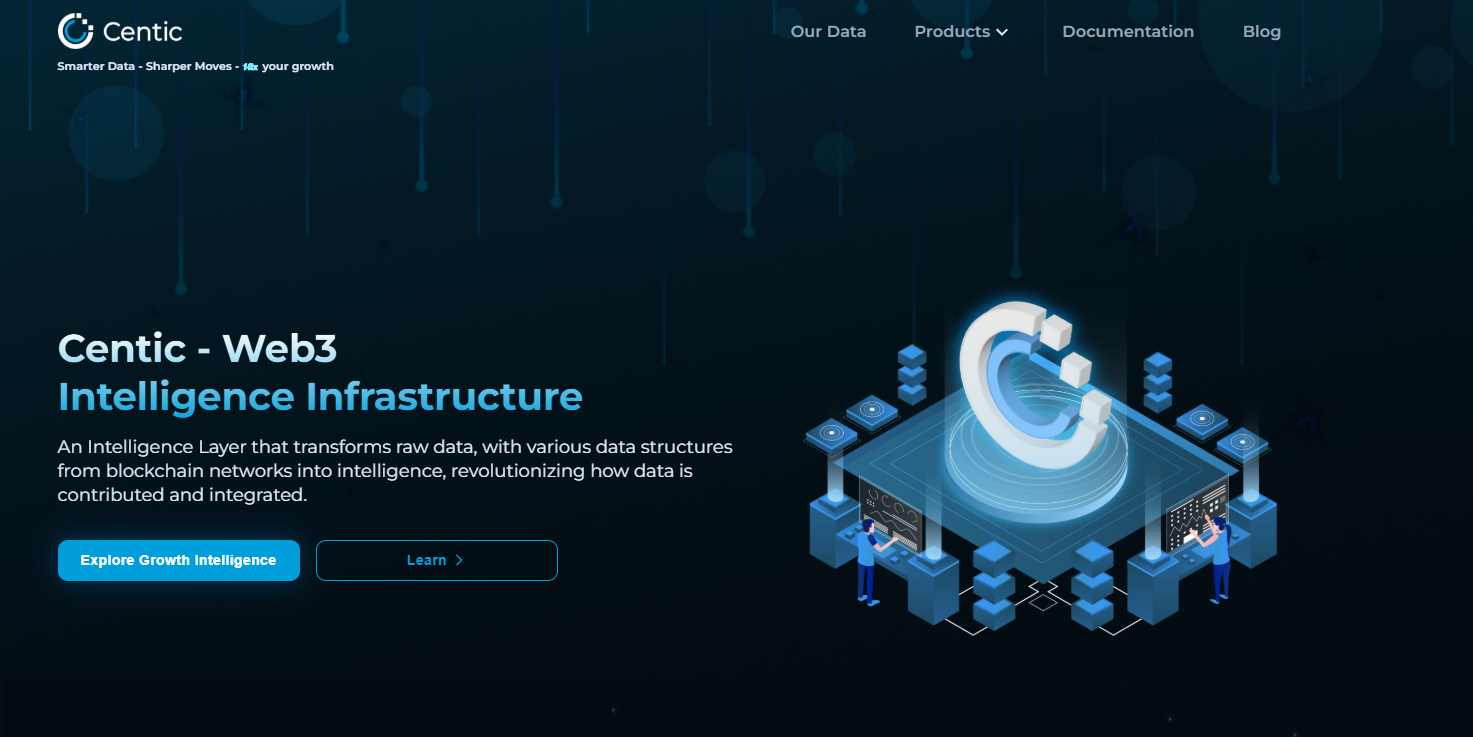 Centic
Our Data
Products
Documentation
Blog
Smarter Data - Sharper Moves - your growth
Centic - Web3
Intelligence Infrastructure
An Intelligence Layer that transforms raw data, with various data structures
from blockchain networks into intelligence, revolutionizing how data is
contributed and integrated.
Explore Growth Intelligence
Learn